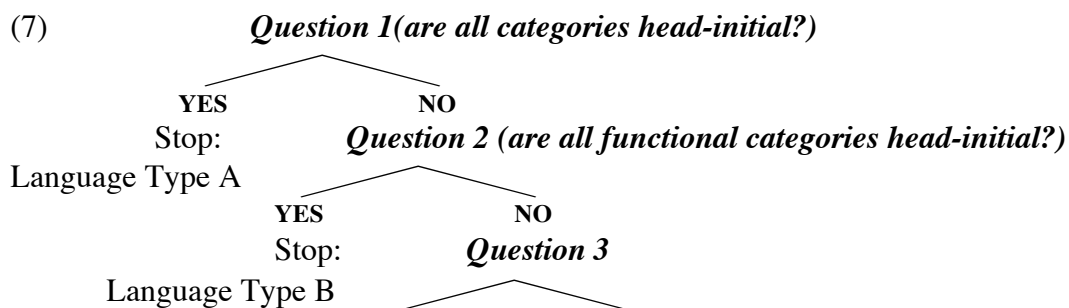 (7) Question 1(are all categories head-initial?)
YES NO
Stop: Question 2 (are all functional categories head-initial?)
Language Type A
YES NO
Stop: Question 3
Language Type B